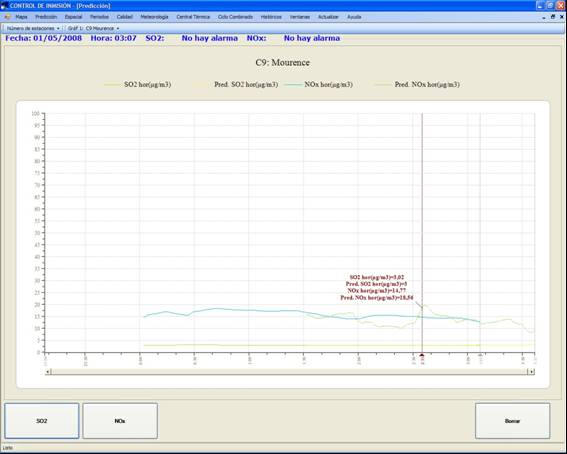 CONTROL DE INMISIÓN - [Predicción]
Mapa Predicción Espacial Periodos Calidad Meteorología Central Térmica Ciclo Combinado Históricos Ventanas Actualizar Ayuda
Número de estaciones Gráf 1: C9 Mourence
Fecha: 01/05/2008 Hora: 03:07 SO2: No hay alarma NOx: No hay alarma
C9: Mourence
SO2 hor(µg/m3) Pred. SO2 hor(µg/m3) NOx hor(µg/m3) Pred. NOx hor(µg/m3)
100
95
90
85
80
75
70
65
60
55
50
45
40
35
30
25
20
15
10
5
0
SO2 hor(µg/m3)=3,02
Pred. SO2 hor(µg/m3)=3
NOx hor(µg/m3)=14,77
Pred. NOx hor(µg/m3)=18,56
SO2 NOx Borrar
Listo